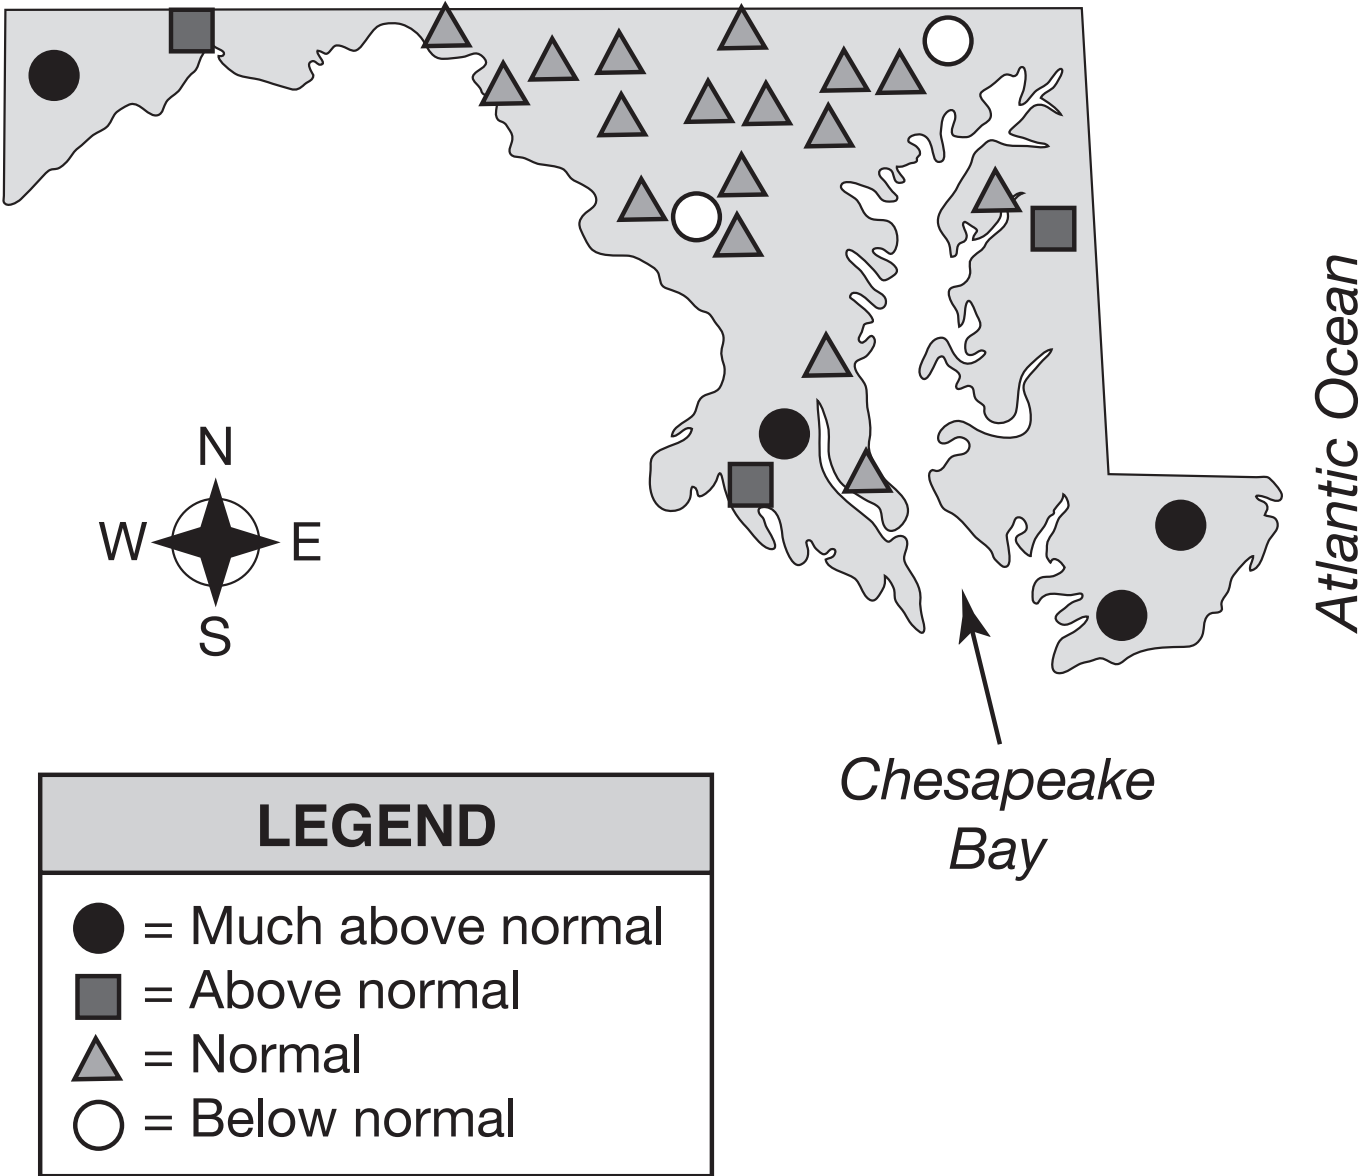 Atlantic Ocean
N
W E
S
Chesapeake
Bay
LEGEND
= Much above normal
= Above normal
= Normal
= Below normal